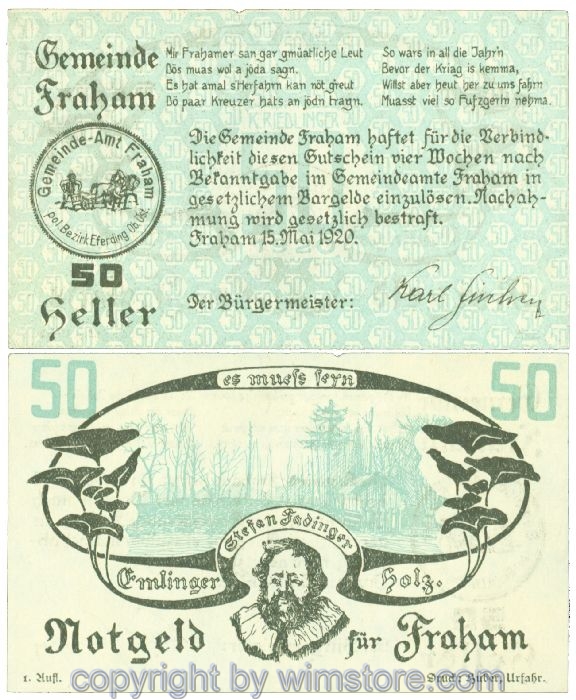 Gemeinde
Fraham
Mir Frahamer san gar gmüatliche Leut
Dös muas wol a jöda sagn.
Es hat amal s'Herfahrn kan nöt greut
Dö paar Kreuzer hats an jödn tragn.
So wars in all die Jahr'n
Bevor der Kriag is kemma,
Willst aber heut her zu uns fahrn
Muasst viel so Fufzgerln nehma.
Die Gemeinde Fraham haftet für die Verbind-
lichkeit diesen Gutschein vier Wochen nach
Bekanntgabe im Gemeindeamte Fraham in
gesetzlichem Bargelde einzulösen. Nachah-
mung wird gesetzlich bestraft.
Fraham 15. Mai 1920.
Gemeinde-Amt Fraham
pol. Bezirk Eferding Ob. Öst.
50
Heller
Der Bürgermeister:
Karl
50
es muess seyn
50
Stefan Fadinger
Emlinger
Holz.
Notgeld für Fraham
1. Aufl.
Druck: Huber, Urfahr.
copyright by wimstore.com